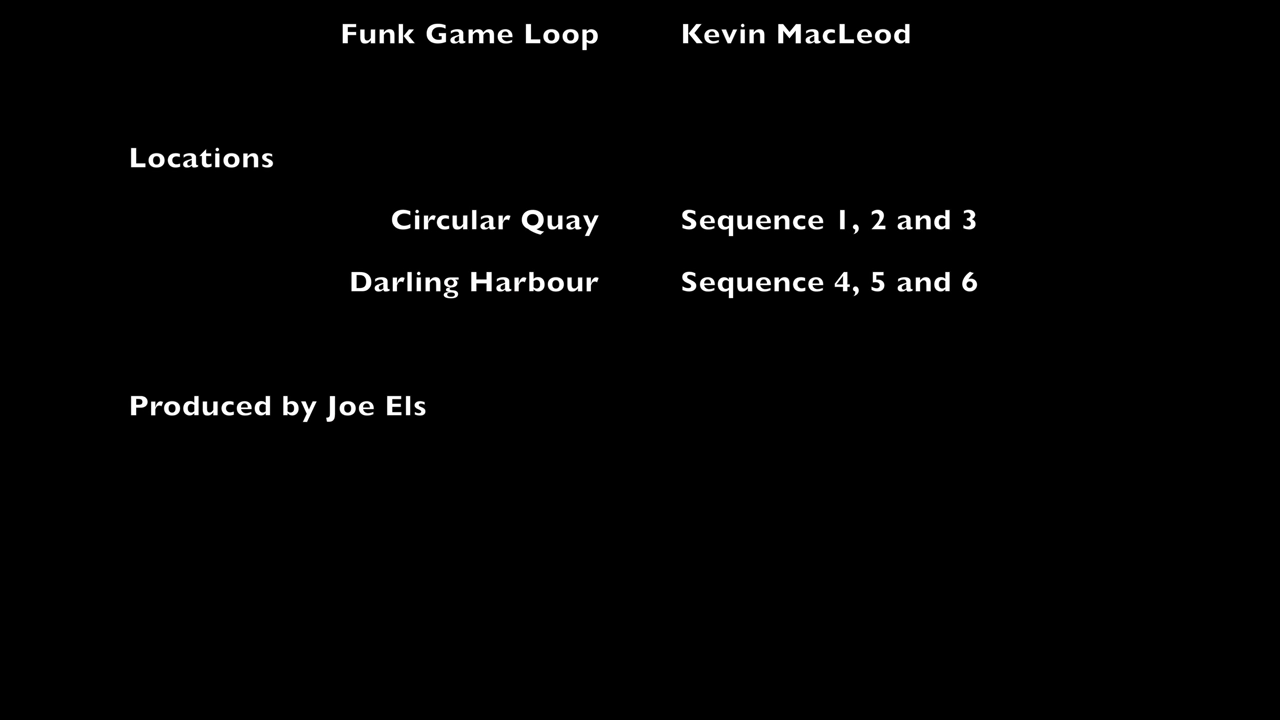 Funk Game Loop Kevin MacLeod
Locations
Circular Quay Sequence 1, 2 and 3
Darling Harbour Sequence 4, 5 and 6
Produced by Joe Els